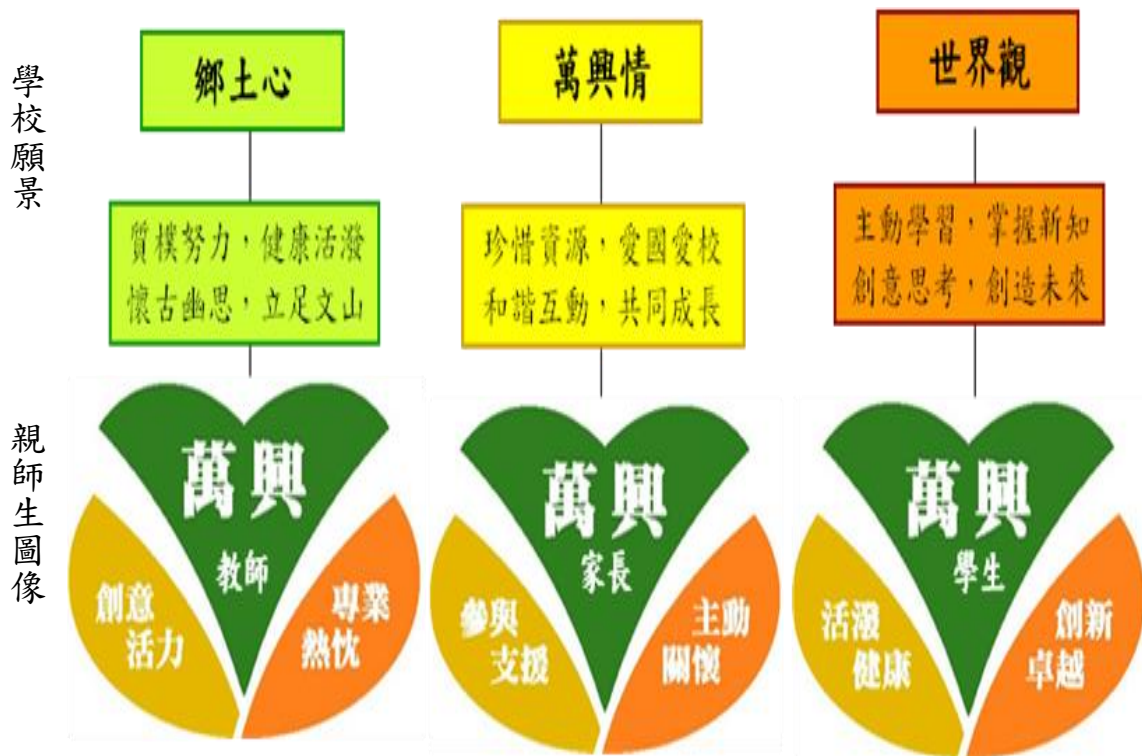 學校願景
鄉土心
萬興情
世界觀
質樸努力，健康活潑
懷古幽思，立足文山
珍惜資源，愛國愛校
和諧互動，共同成長
主動學習，掌握新知
創意思考，創造未來
親師生圖像
萬興
教師
創意
活力
專業
熱忱
萬興
家長
參與
支援
主動
關懷
萬興
學生
活潑
健康
創新
卓越